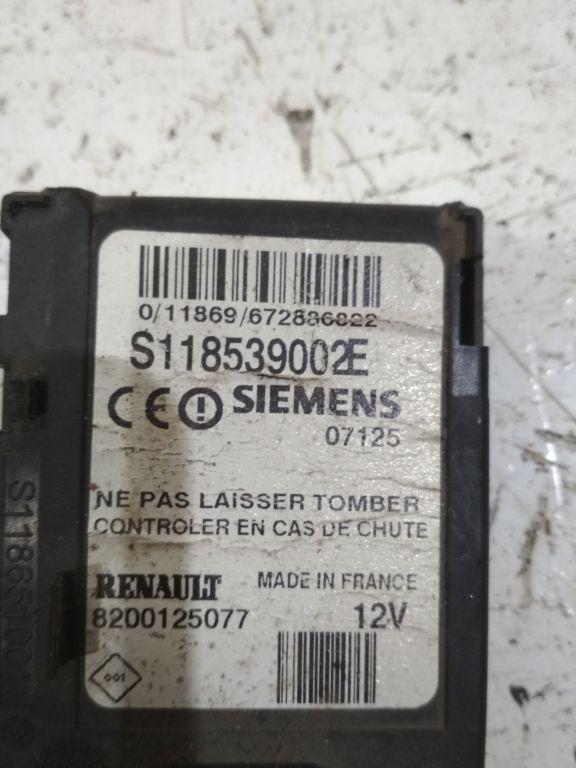 0/11869/672886822
S118539002E
CE SIEMENS
07125
NE PAS LAISSER TOMBER
CONTROLER EN CAS DE CHUTE
RENAULT MADE IN FRANCE
8200125077 12V
001